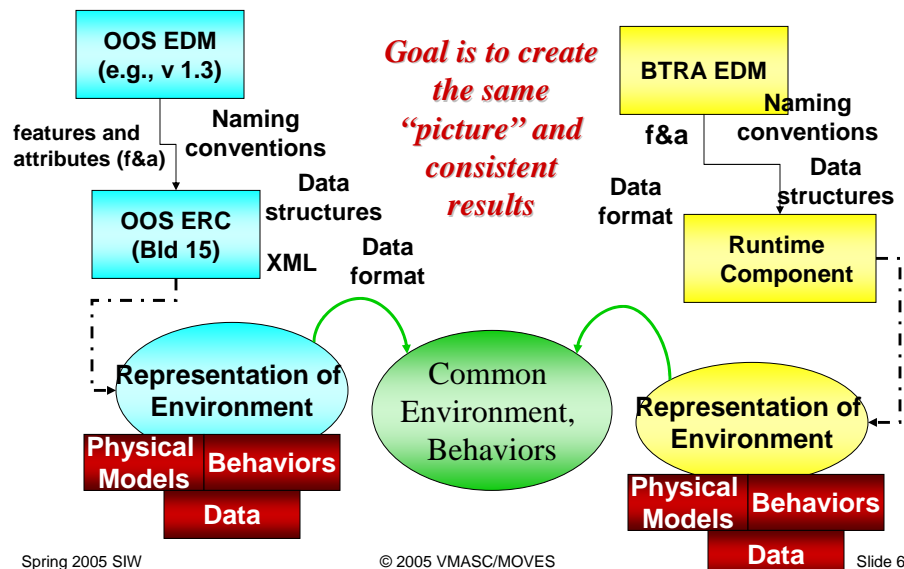 OOS EDM
(e.g., v 1.3)
features and
attributes (f&a)
Naming
conventions
OOS ERC
(Bld 15)
Data
structures
XML
Data
format
Goal is to create
the same
“picture” and
consistent
results
BTRA EDM
f&a
Naming
conventions
Data
format
Data
structures
Runtime
Component
Representation of
Environment
Physical
Models
Behaviors
Data
Common
Environment,
Behaviors
Representation of
Environment
Physical
Models
Behaviors
Data
Spring 2005 SIW
© 2005 VMASC/MOVES
Slide 6